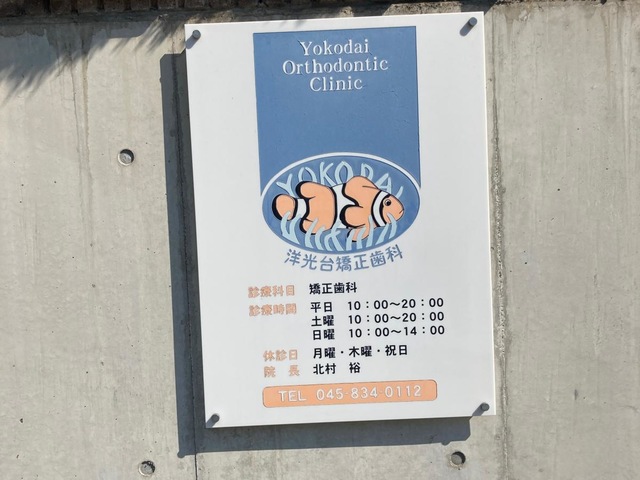 Yokodai
Orthodontic
Clinic
YOKODAI
洋光台矯正歯科
診療科目 矯正歯科
診療時間 平日 10：00〜20：00
土曜 10：00〜20：00
日曜 10：00〜14：00
休診日 月曜・木曜・祝日
院長 北村 裕
TEL 045-834-0112